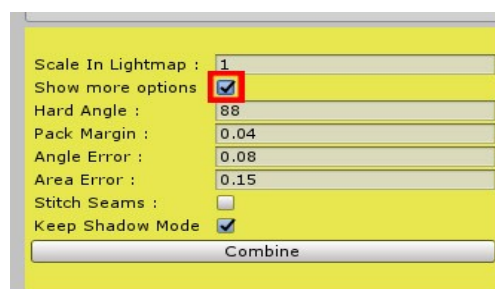 Scale In Lightmap : 1
Show more options
Hard Angle : 88
Pack Margin : 0.04
Angle Error : 0.08
Area Error : 0.15
Stitch Seams :
Keep Shadow Mode
Combine